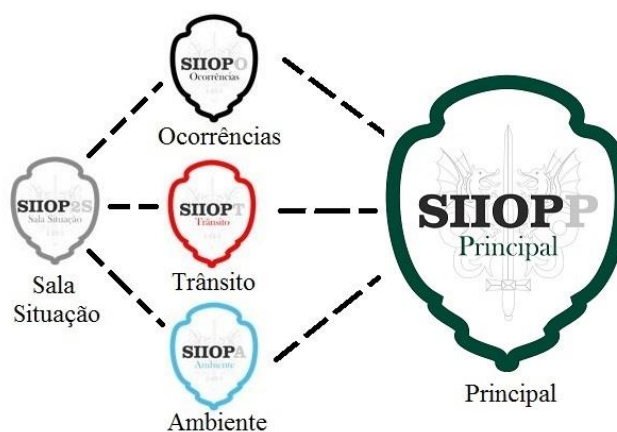 SIIOPO
Ocorrências
Ocorrências
SIIOP2S
Sala Situação
Sala
Situação
SIIOPT
Trânsito
Trânsito
SIIOPA
Ambiente
Ambiente
SIIOPP
Principal
Principal